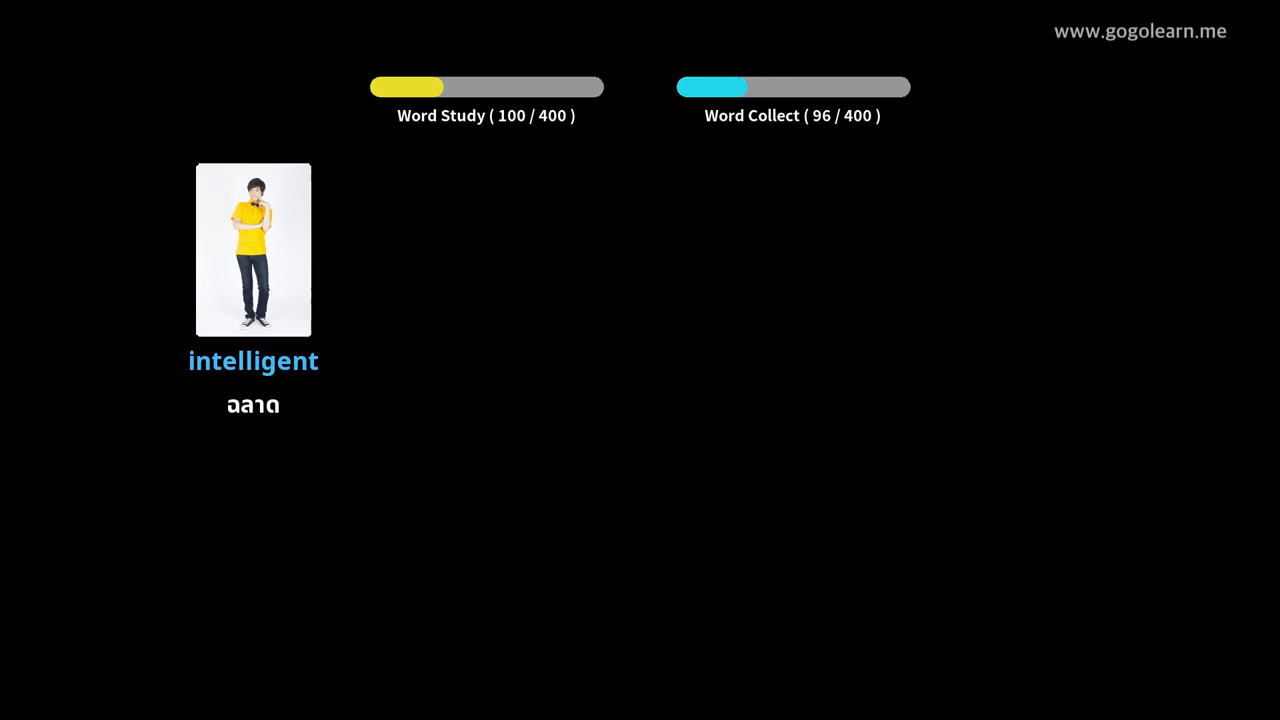 www.gogolearn.me
Word Study ( 100 / 400 )
Word Collect ( 96 / 400 )
intelligent
ฉลาด